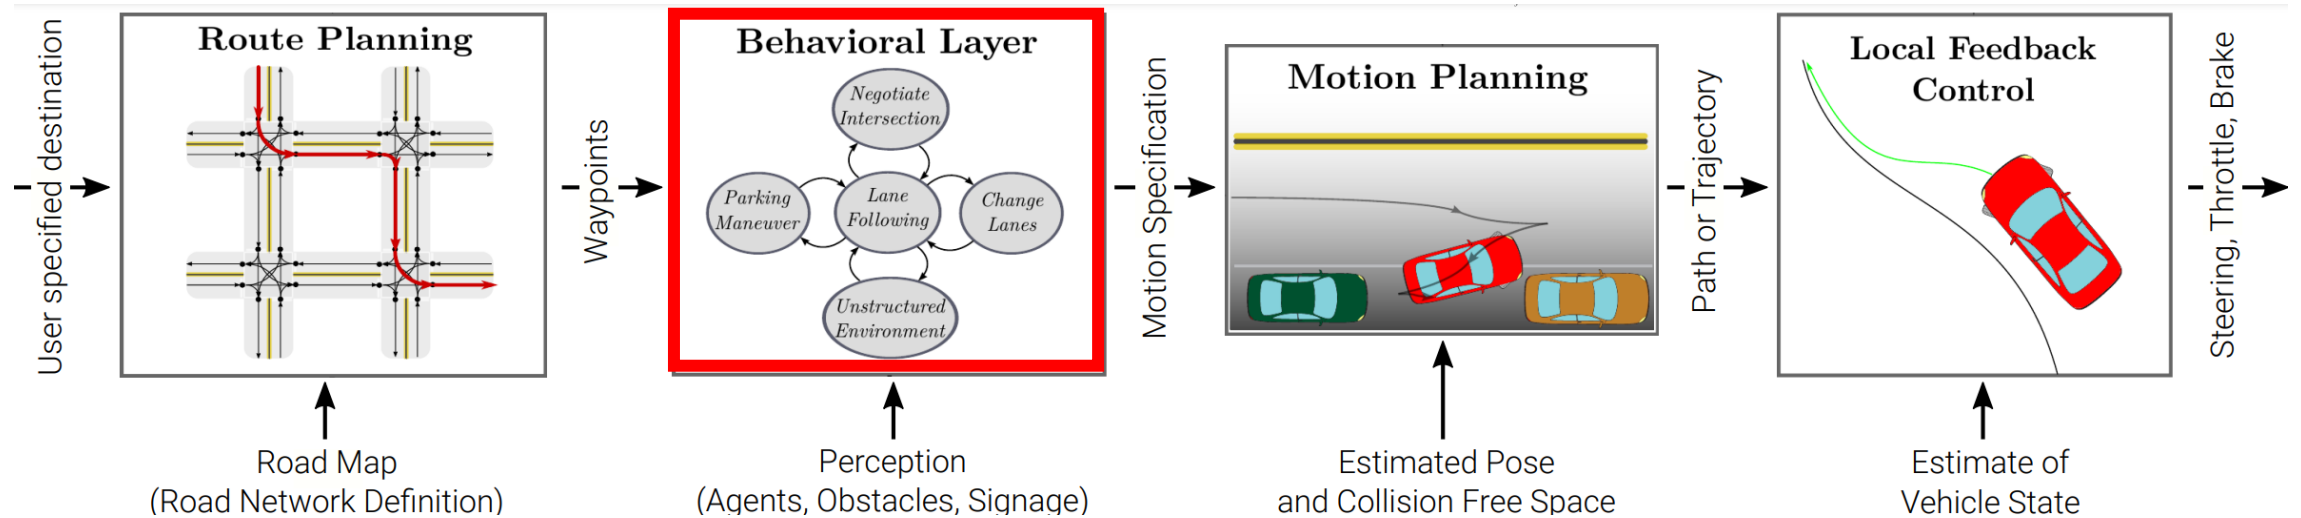 User specified destination
Route Planning
Road Map
(Road Network Definition)
Waypoints
Behavioral Layer
Negotiate
Intersection
Parking
Maneuver
Lane
Following
Change
Lanes
Unstructured
Environment
Perception
(Agents, Obstacles, Signage)
Motion Specification
Motion Planning
Estimated Pose
and Collision Free Space
Path or Trajectory
Local Feedback
Control
Estimate of
Vehicle State
Steering, Throttle, Brake